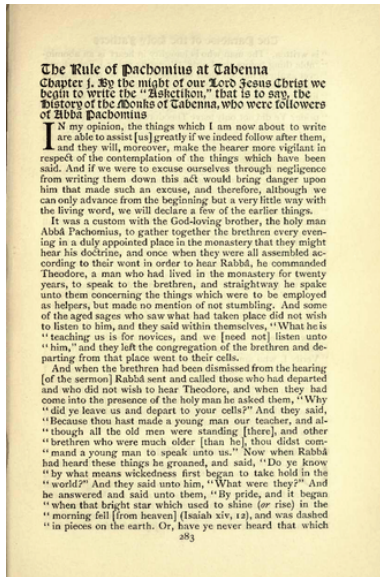 The Rule of Pachomius at Tabenna
Chapter j. By the might of our Lord Jesus Christ we
begin to write the "Asketikon," that is to say, the
History of the Monks of Tabenna, who were followers
of Abba Pachomius
IN my opinion, the things which I am now about to write
are able to assist [us] greatly if we indeed follow after them,
and they will, moreover, make the hearer more vigilant in
respect of the contemplation of the things which have been
said. And if we were to excuse ourselves through negligence
from writing them down this act would bring danger upon
him that made such an excuse, and therefore, although we
can only advance from the beginning but a very little way with
the living word, we will declare a few of the earlier things.
It was a custom with the God-loving brother, the holy man
Abbâ Pachomius, to gather together the brethren every even-
ing in a duly appointed place in the monastery that they might
hear his doctrine, and once when they were all assembled ac-
cording to their wont in order to hear Rabbâ, he commanded
Theodore, a man who had lived in the monastery for twenty
years, to speak to the brethren, and straightway he spake
unto them concerning the things which were to be employed
as helpers, but made no mention of not stumbling. And some
of the aged sages who saw what had taken place did not wish
to listen to him, and they said within themselves, "What he is
"teaching us is for novices, and we [need not] listen unto
"him," and they left the congregation of the brethren and de-
parting from that place went to their cells.
And when the brethren had been dismissed from the hearing
[of the sermon] Rabbâ sent and called those who had departed
and who did not wish to hear Theodore, and when they had
come into the presence of the holy man he asked them, "Why
"did ye leave us and depart to your cells?" And they said,
"Because thou hast made a young man our teacher, and al-
"though all the old men were standing [there], and other
"brethren who were much older [than he], thou didst com-
"mand a young man to speak unto us." Now when Rabbâ
had heard these things he groaned, and said, "Do ye know
"by what means wickedness first began to take hold in the
"world?" And they said unto him, "What were they?" And
he answered and said unto them, "By pride, and it began
"when that bright star which used to shine (or rise) in the
"morning fell [from heaven] (Isaiah xiv, 12), and was dashed
"in pieces on the earth. Or, have ye never heard that which
283